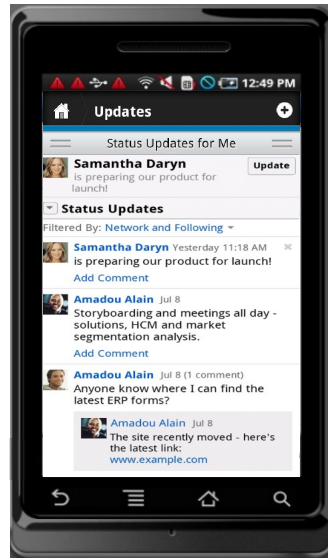 12:49 PM
Updates
Status Updates for Me
Samantha Daryn
Update
is preparing our product for
launch!
Status Updates
Filtered By: Network and Following
Samantha Daryn Yesterday 11:18 AM
is preparing our product for launch!
Add Comment
Amadou Alain Jul 8
Storyboarding and meetings all day -
solutions, HCM and market
segmentation analysis.
Add Comment
Amadou Alain Jul 8 (1 comment)
Anyone know where I can find the
latest ERP forms?
Amadou Alain Jul 8
The site recently moved - here's
the latest link:
www.example.com